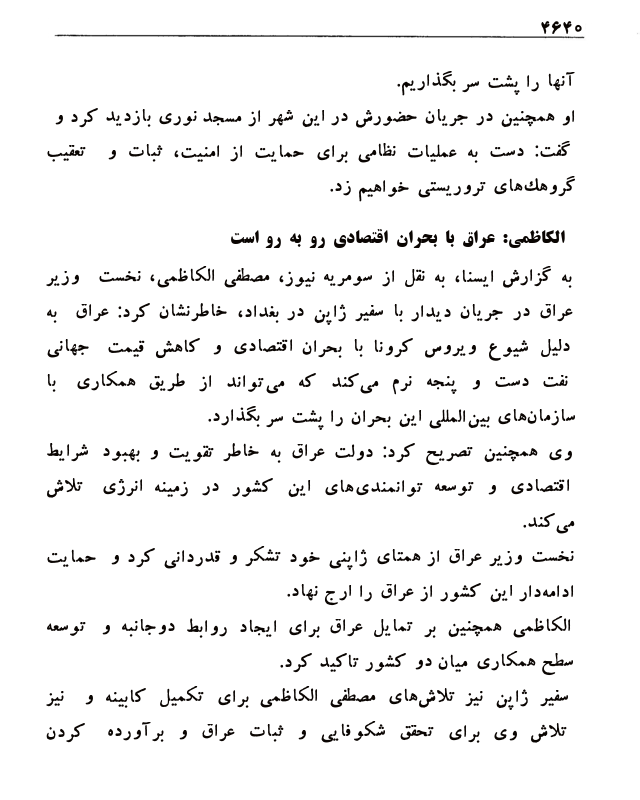 ۴۶۴۰
آنها را پشت سر بگذاریم.
او همچنین در جریان حضورش در این شهر از مسجد نوری بازدید کرد و
گفت: دست به عملیات نظامی برای حمایت از امنیت، ثبات و تعقیب
گروهك‌های تروریستی خواهیم زد.
الکاظمی: عراق با بحران اقتصادی رو به رو است
به گزارش ایسنا، به نقل از سومریه نیوز، مصطفی الکاظمی، نخست وزیر
عراق در جریان دیدار با سفیر ژاپن در بغداد، خاطرنشان کرد: عراق به
دلیل شیوع ویروس کرونا با بحران اقتصادی و کاهش قیمت جهانی
نفت دست و پنجه نرم می‌کند که می‌تواند از طریق همکاری با
سازمان‌های بین‌المللی این بحران را پشت سر بگذارد.
وی همچنین تصریح کرد: دولت عراق به خاطر تقویت و بهبود شرایط
اقتصادی و توسعه توانمندی‌های این کشور در زمینه انرژی تلاش
می‌کند.
نخست وزیر عراق از همتای ژاپنی خود تشکر و قدردانی کرد و حمایت
ادامه‌دار این کشور از عراق را ارج نهاد.
الکاظمی همچنین بر تمایل عراق برای ایجاد روابط دوجانبه و توسعه
سطح همکاری میان دو کشور تاکید کرد.
سفیر ژاپن نیز تلاش‌های مصطفی الکاظمی برای تکمیل کابینه و نیز
تلاش وی برای تحقق شکوفایی و ثبات عراق و برآورده کردن